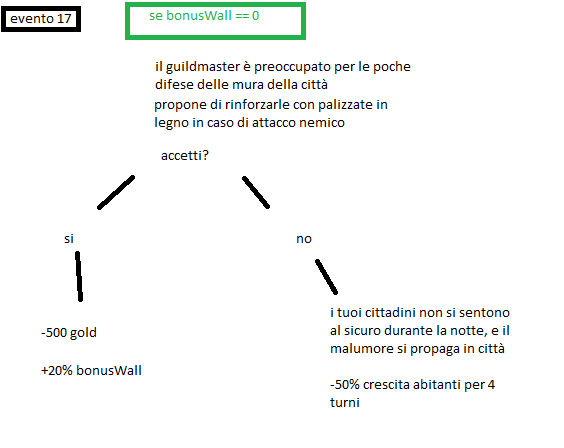 evento 17
se bonusWall == 0
il guildmaster è preoccupato per le poche
difese delle mura della città
propone di rinforzarle con palizzate in
legno in caso di attacco nemico
accetti?
si
no
-500 gold
+20% bonusWall
i tuoi cittadini non si sentono
al sicuro durante la notte, e il
malumore si propaga in città
-50% crescita abitanti per 4
turni